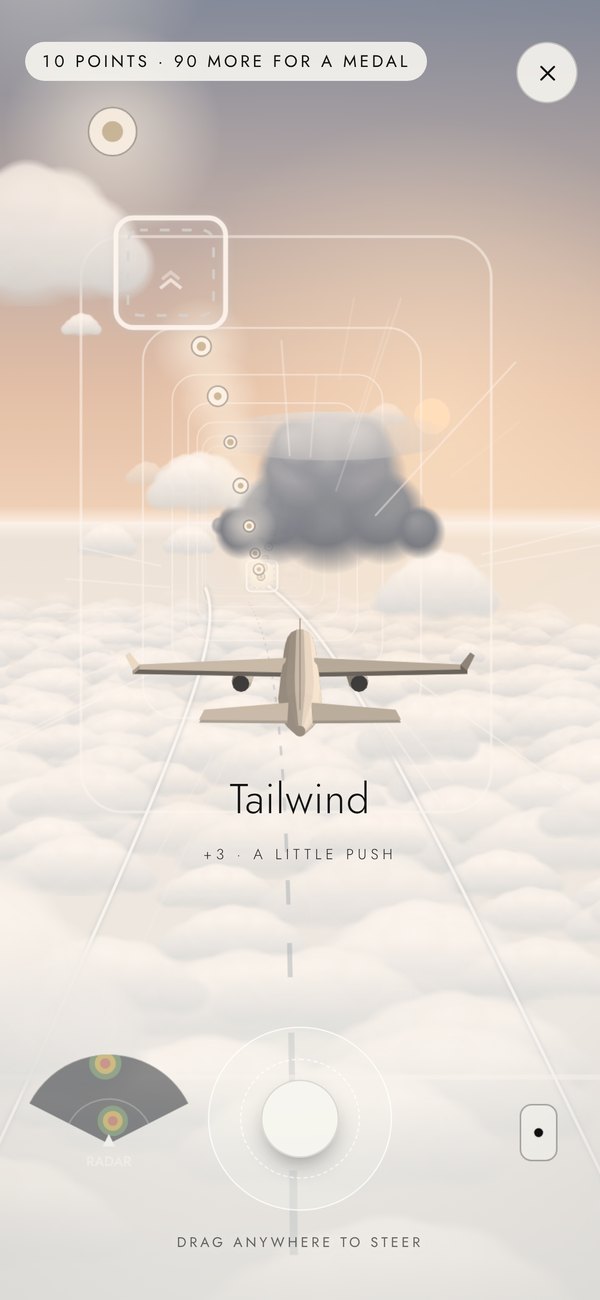 10 POINTS · 90 MORE FOR A MEDAL
Tailwind
+3 · A LITTLE PUSH
RADAR
DRAG ANYWHERE TO STEER